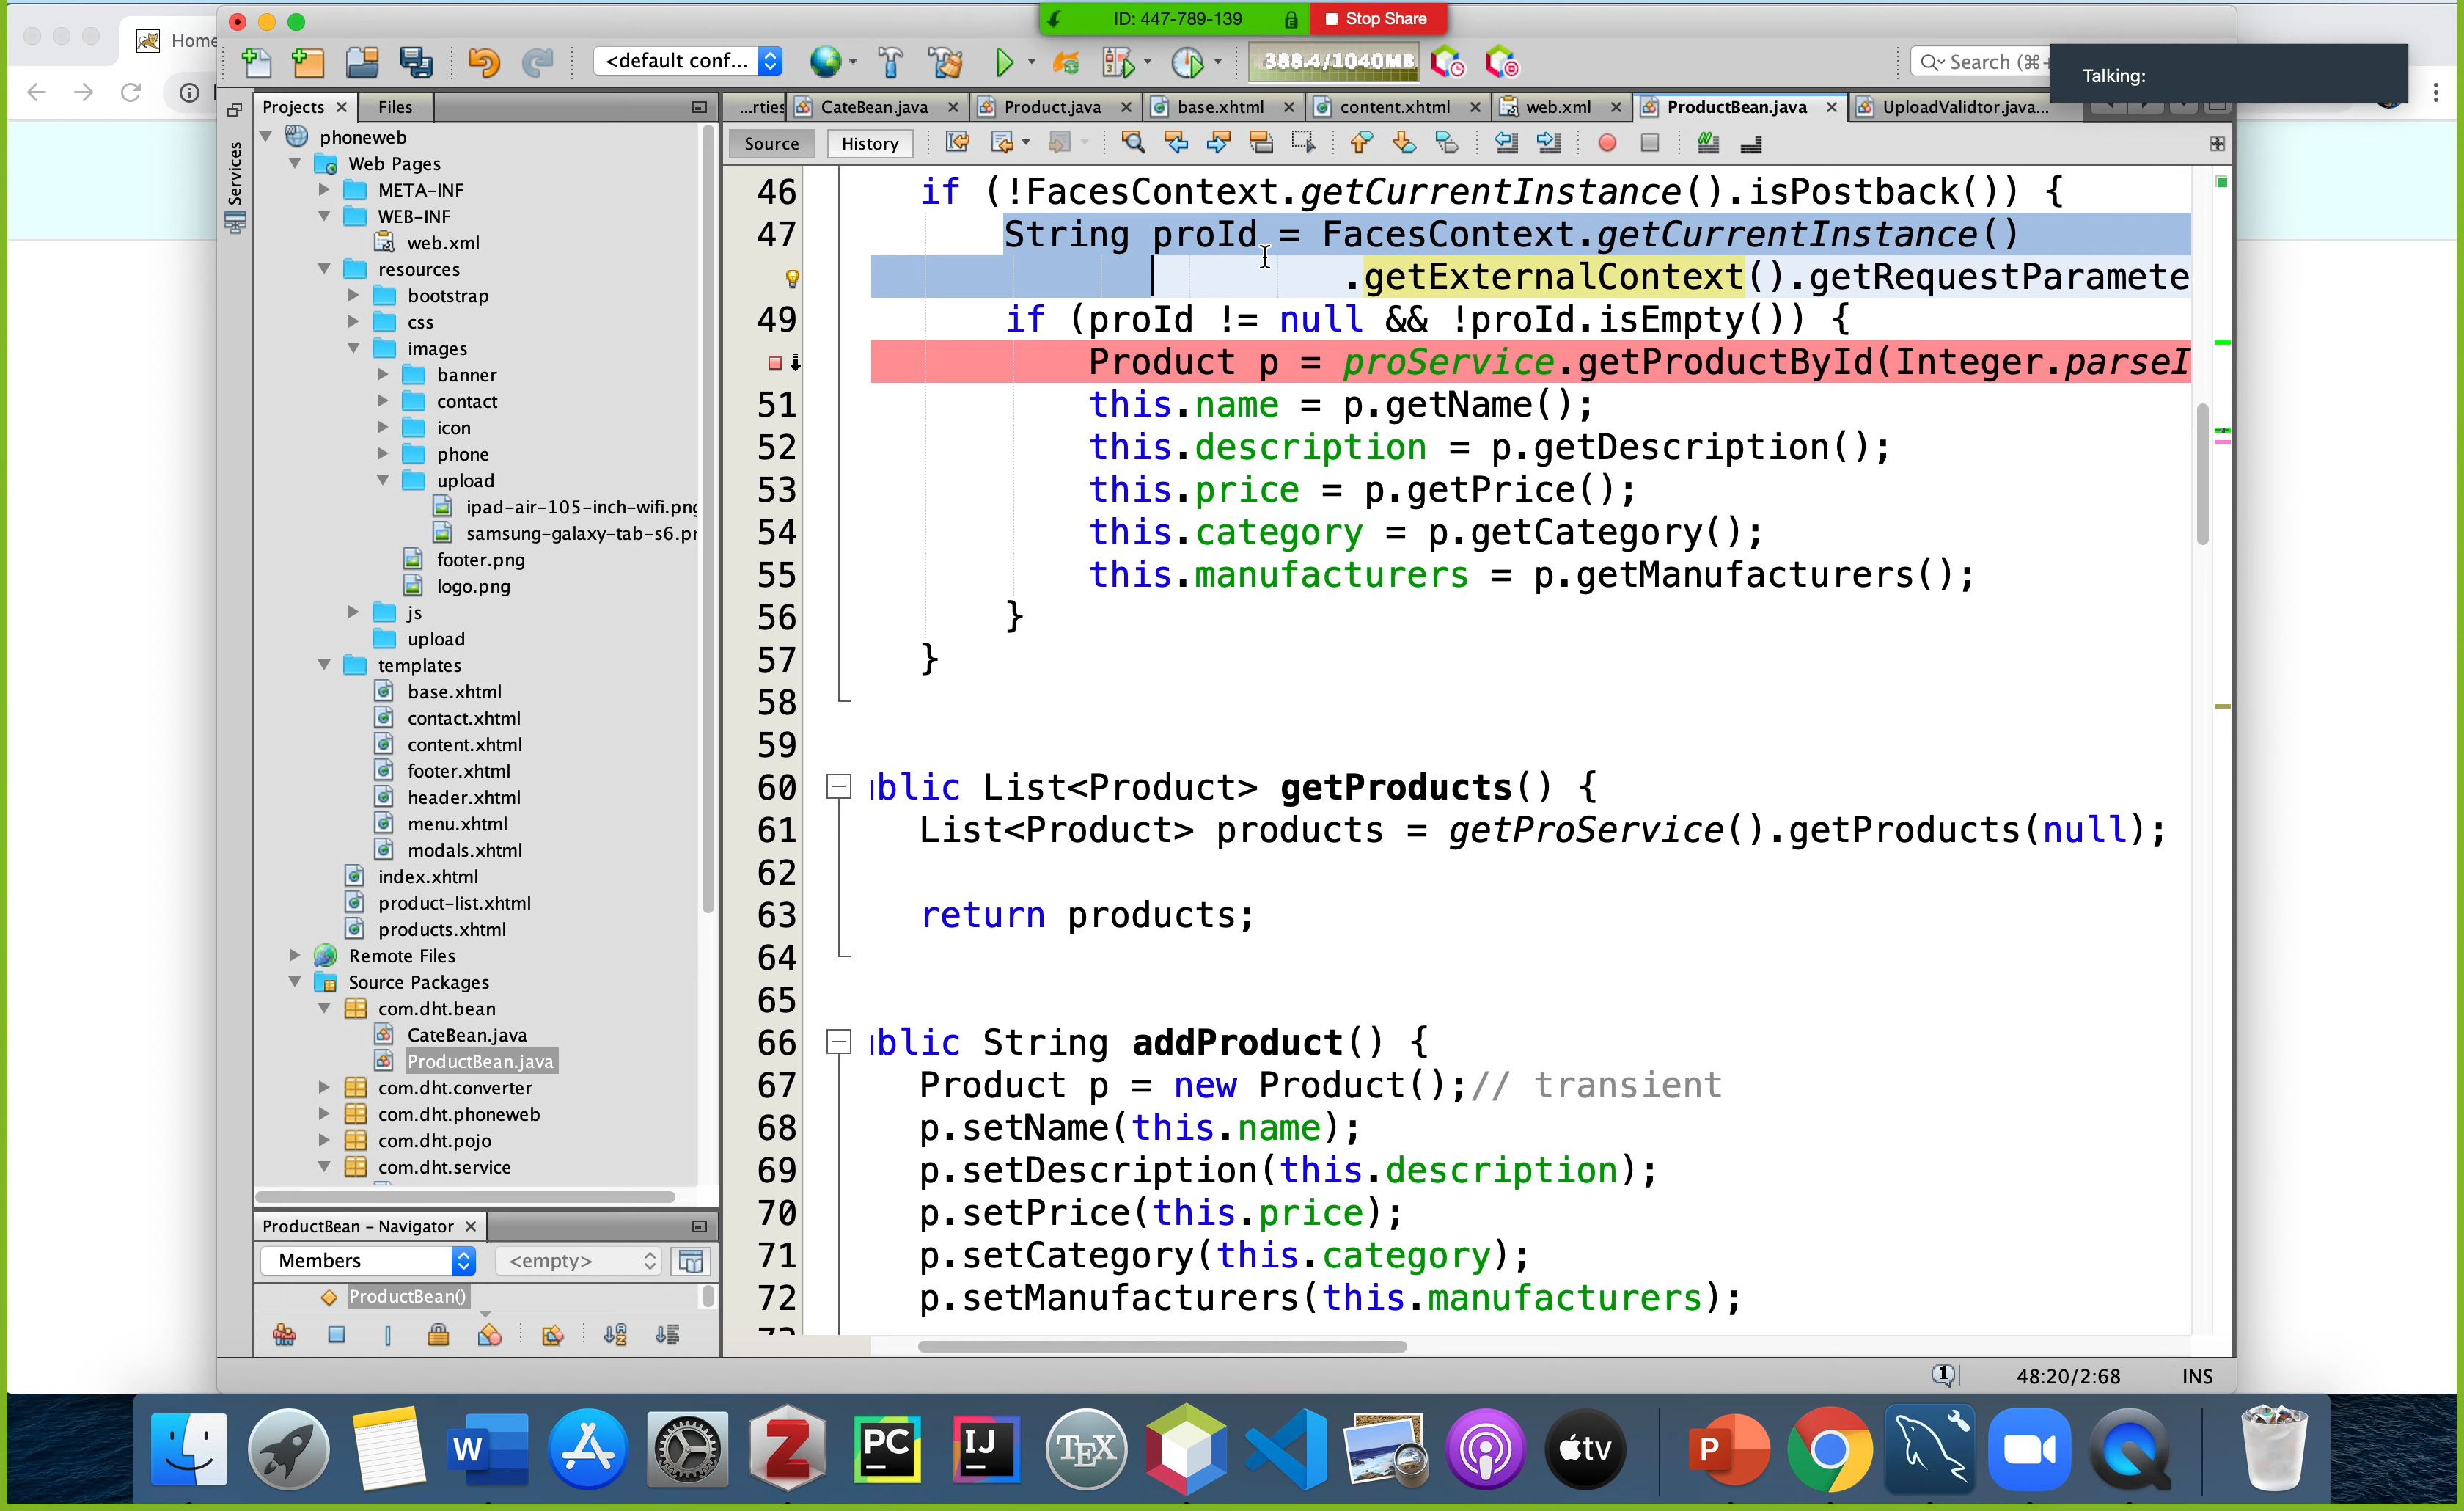 ID: 447-789-139
Stop Share
Home
<default conf...
388.4/1040MB
Search (⌘+
Talking:
Projects
Files
Services
phoneweb
Web Pages
META-INF
WEB-INF
web.xml
resources
bootstrap
css
images
banner
contact
icon
phone
upload
ipad-air-105-inch-wifi.png
samsung-galaxy-tab-s6.pr
footer.png
logo.png
js
upload
templates
base.xhtml
contact.xhtml
content.xhtml
footer.xhtml
header.xhtml
menu.xhtml
modals.xhtml
index.xhtml
product-list.xhtml
products.xhtml
Remote Files
Source Packages
com.dht.bean
CateBean.java
ProductBean.java
com.dht.converter
com.dht.phoneweb
com.dht.pojo
com.dht.service
ProductBean - Navigator
Members
<empty>
ProductBean()
...rties
CateBean.java
Product.java
base.xhtml
content.xhtml
web.xml
ProductBean.java
UploadValidtor.java...
Source
History
46 if (!FacesContext.getCurrentInstance().isPostback()) {
47 String proId = FacesContext.getCurrentInstance()
.getExternalContext().getRequestParamete
49 if (proId != null && !proId.isEmpty()) {
Product p = proService.getProductById(Integer.parseI
51 this.name = p.getName();
52 this.description = p.getDescription();
53 this.price = p.getPrice();
54 this.category = p.getCategory();
55 this.manufacturers = p.getManufacturers();
56 }
57 }
58
59
60 blic List<Product> getProducts() {
61 List<Product> products = getProService().getProducts(null);
62
63 return products;
64
65
66 blic String addProduct() {
67 Product p = new Product();// transient
68 p.setName(this.name);
69 p.setDescription(this.description);
70 p.setPrice(this.price);
71 p.setCategory(this.category);
72 p.setManufacturers(this.manufacturers);
1
48:20/2:68
INS
W
Z
PC
IJ
TEX
tv
P